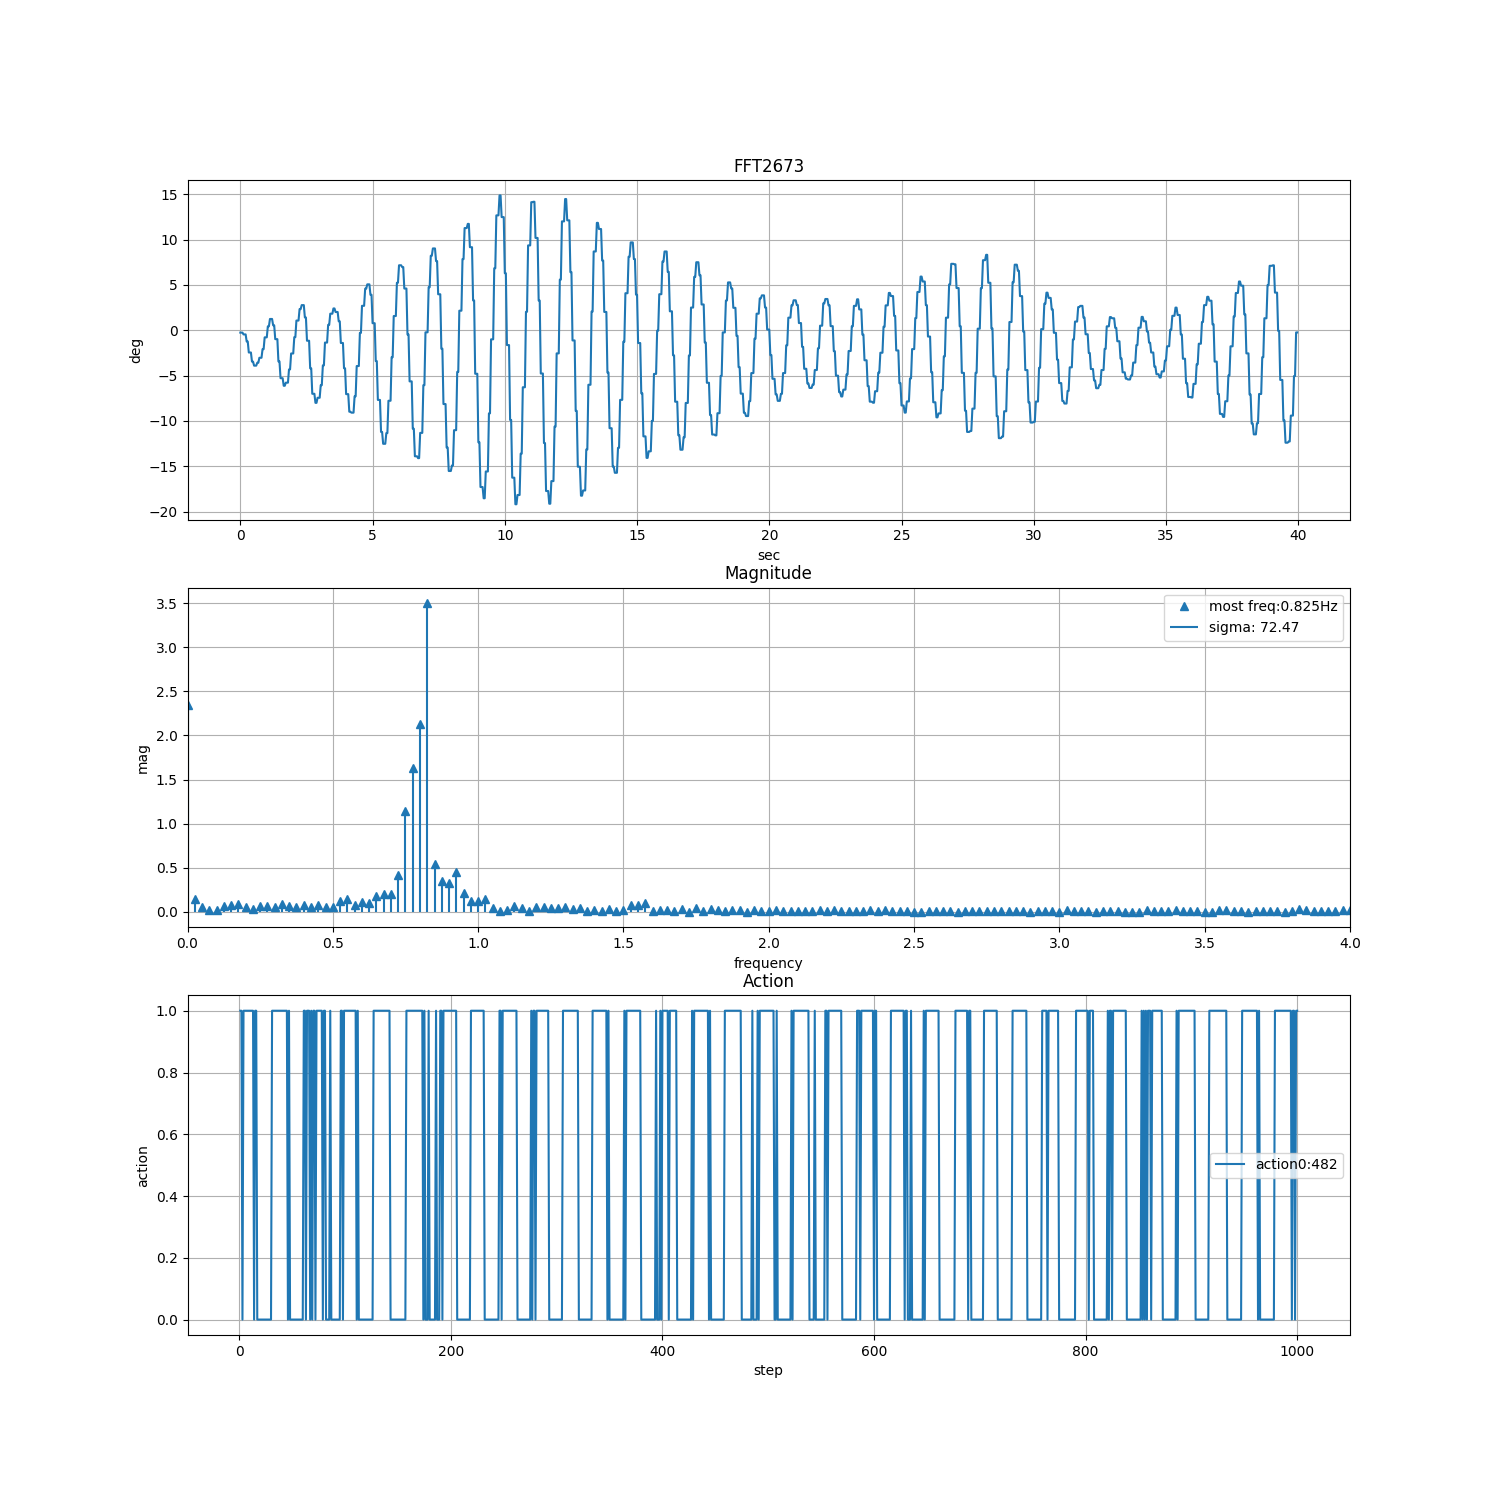 FFT2673
15
10
5
0
−5
−10
−15
−20
deg
0 5 10 15 20 25 30 35 40
sec
Magnitude
3.5
3.0
2.5
2.0
1.5
1.0
0.5
0.0
mag
most freq:0.825Hz
sigma: 72.47
0.0 0.5 1.0 1.5 2.0 2.5 3.0 3.5 4.0
frequency
Action
1.0
0.8
0.6
0.4
0.2
0.0
action
action0:482
0 200 400 600 800 1000
step